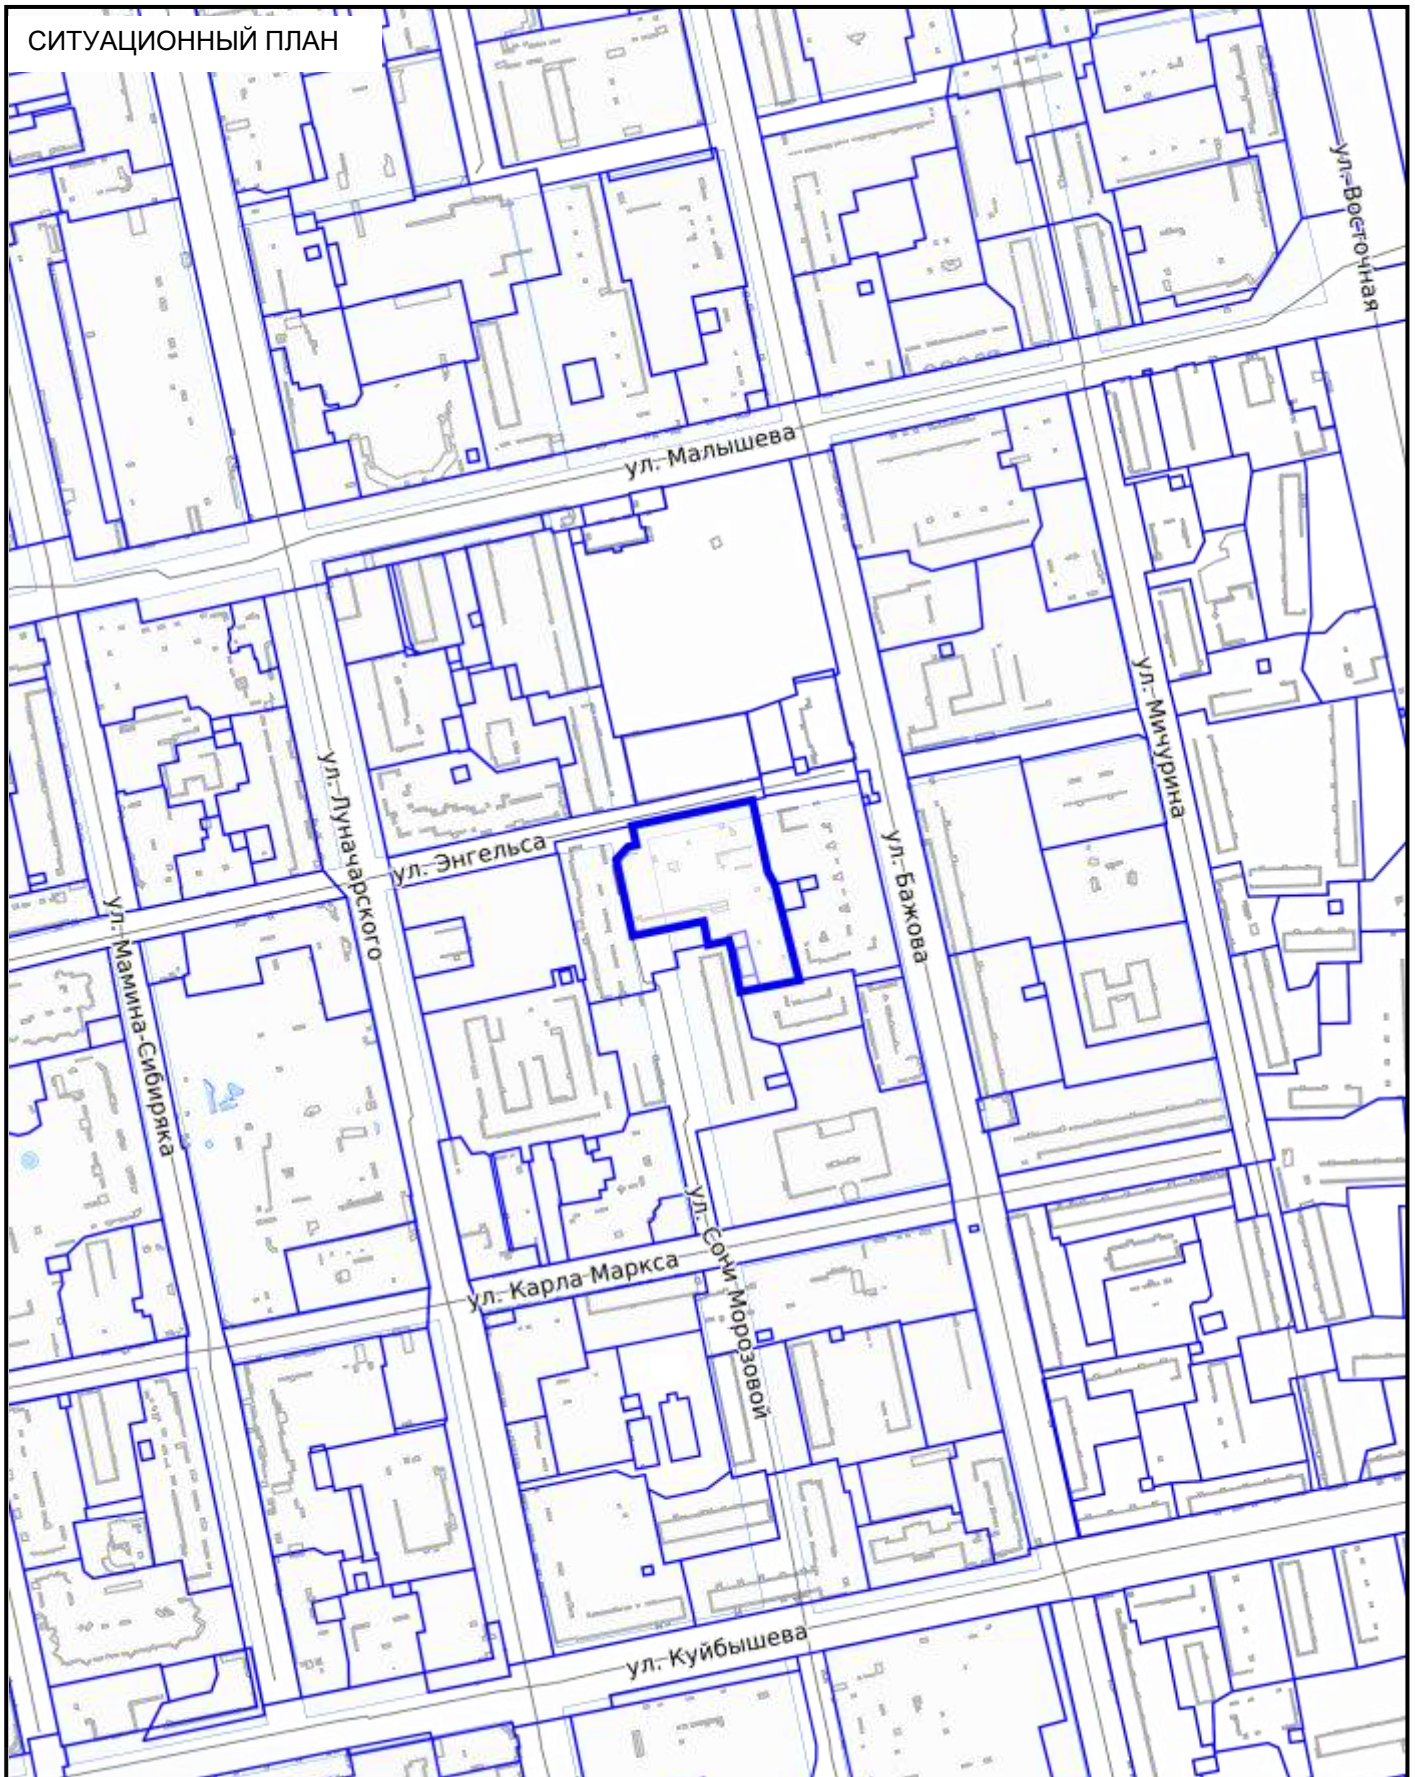 СИТУАЦИОННЫЙ ПЛАН
ул. Восточная
ул. Малышева
ул. Мичурина
ул. Луначарского
ул. Энгельса
ул. Бажова
ул. Мамина-Сибиряка
ул. Сони Морозовой
ул. Карла Маркса
ул. Куйбышева